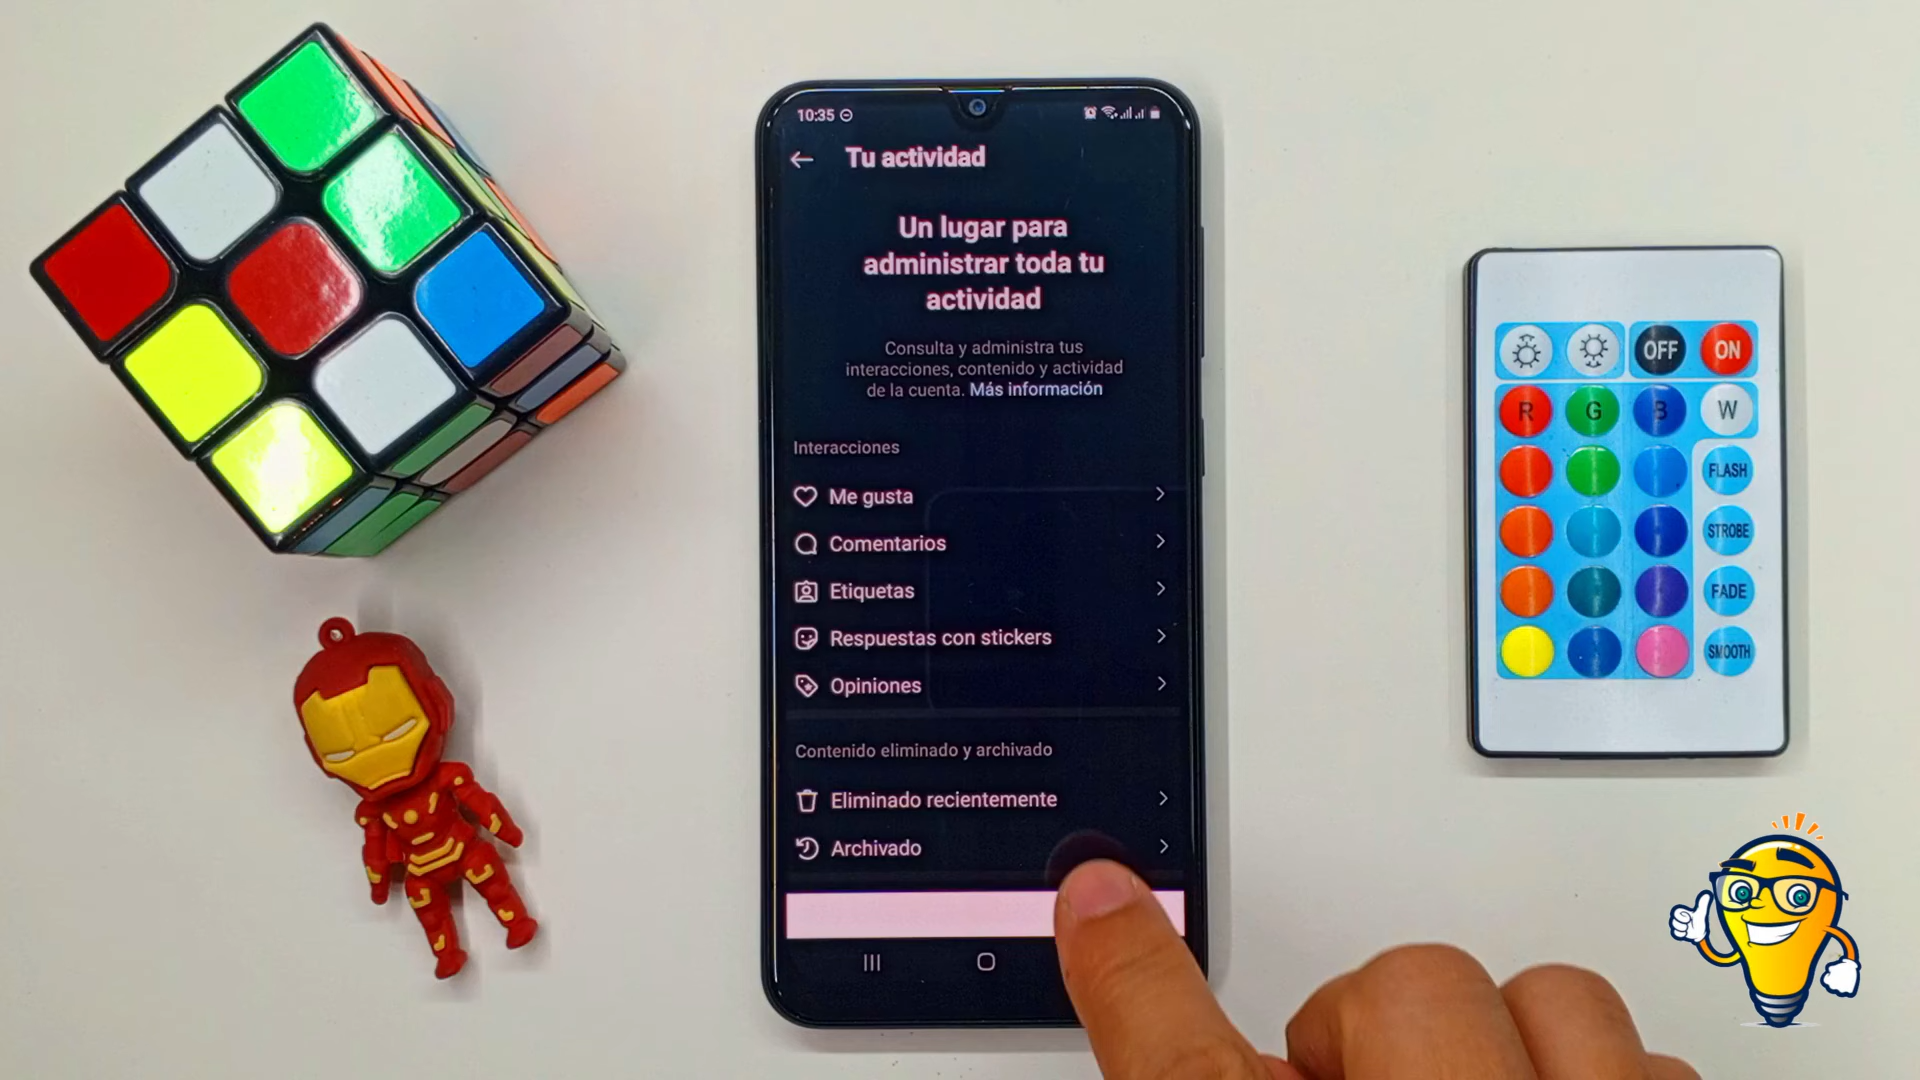 10:35
Tu actividad
Un lugar para
administrar toda tu
actividad
Consulta y administra tus
interacciones, contenido y actividad
de la cuenta. Más información
Interacciones
Me gusta
Comentarios
Etiquetas
Respuestas con stickers
Opiniones
Contenido eliminado y archivado
Eliminado recientemente
Archivado
OFF ON
R G B W
FLASH
STROBE
FADE
SMOOTH